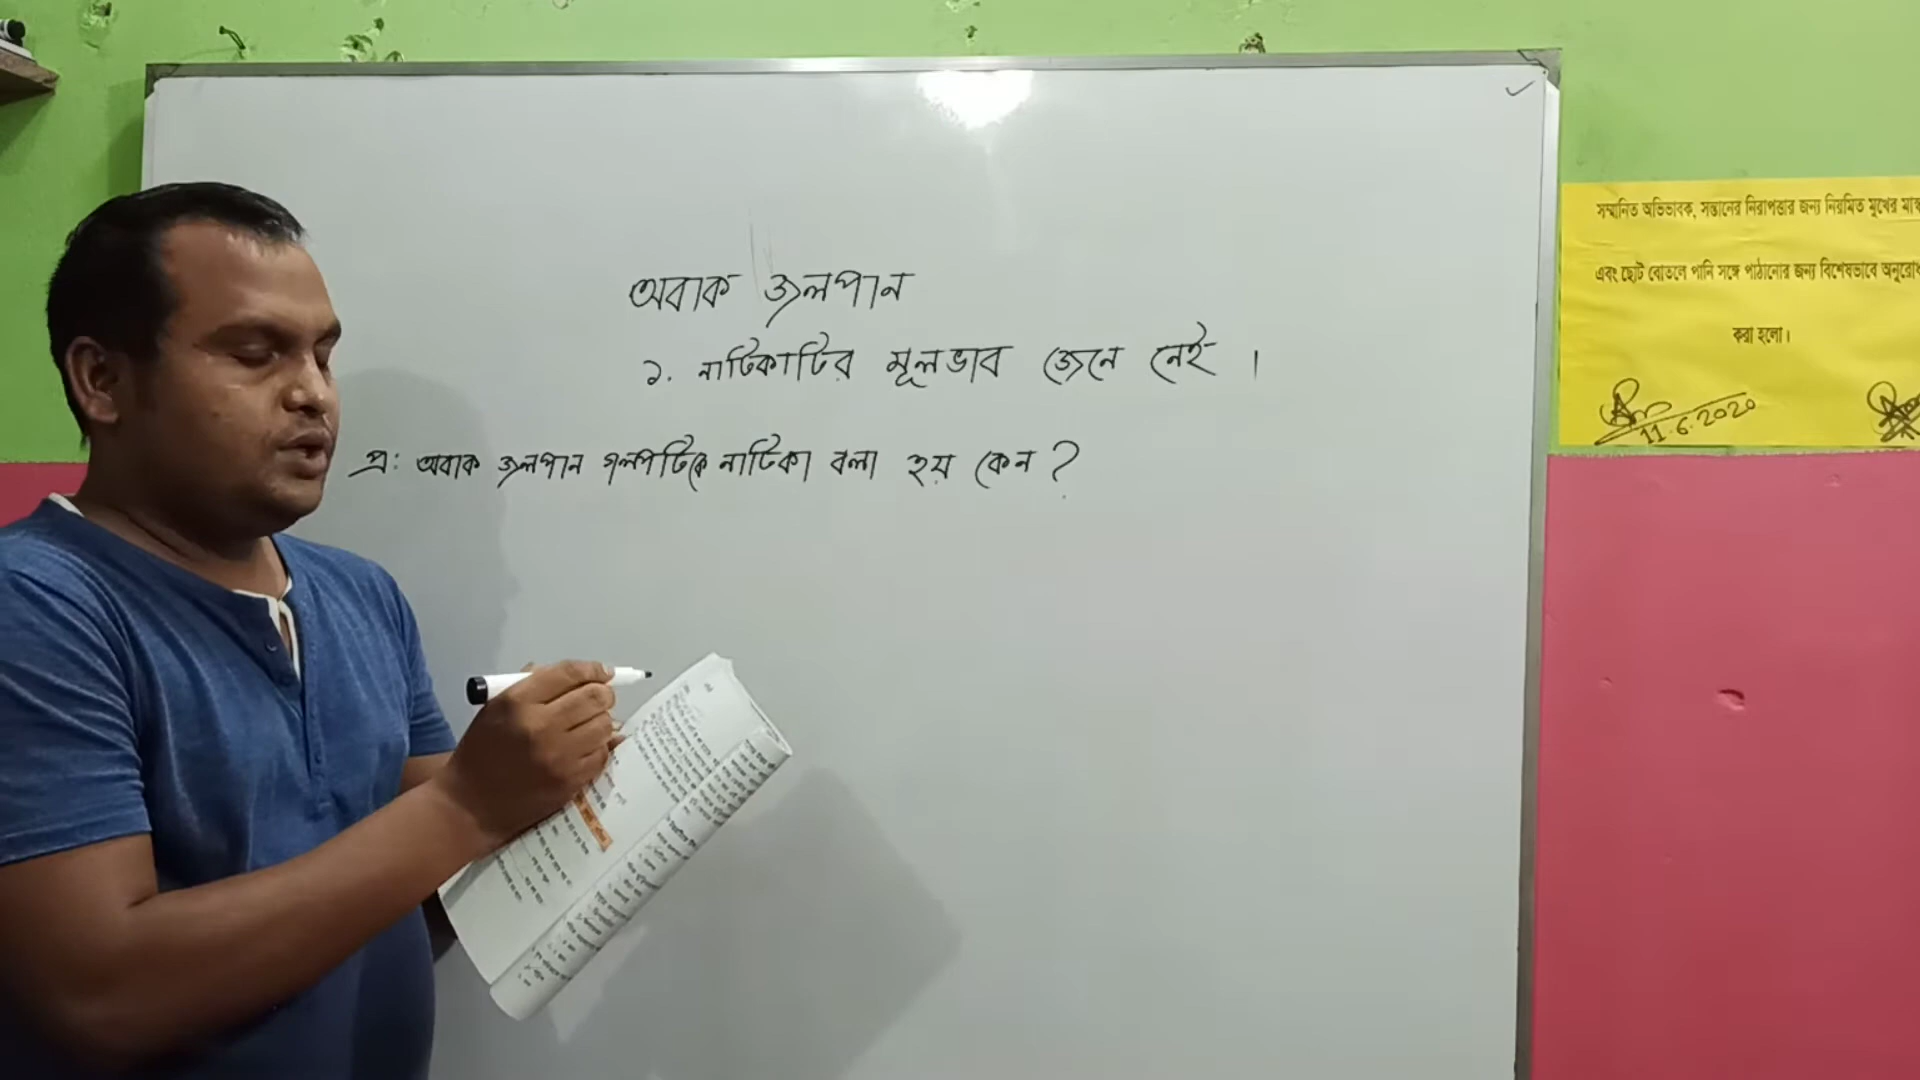 অবাক জলপান
১. নাটিকাটির মূলভাব জেনে নেই ।
প্র: অবাক জলপান গল্পটিকে নাটিকা বলা হয় কেন ?
সম্মানিত অভিভাবক, সন্তানের নিরাপত্তার জন্য নিয়মিত মুখের মাস্ক
এবং ছোট বোতলে পানি সঙ্গে পাঠানোর জন্য বিশেষভাবে অনুরোধ
করা হলো।
11.6.2020